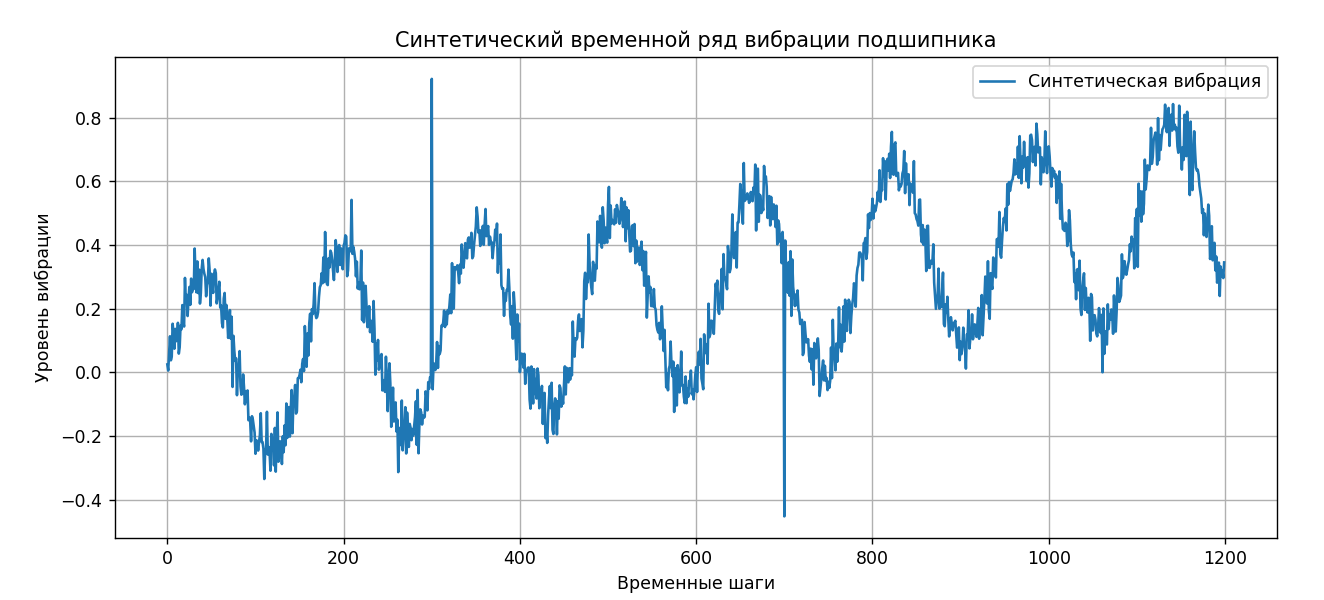 Синтетический временной ряд вибрации подшипника
Синтетическая вибрация
Уровень вибрации
0.8
0.6
0.4
0.2
0.0
−0.2
−0.4
0 200 400 600 800 1000 1200
Временные шаги